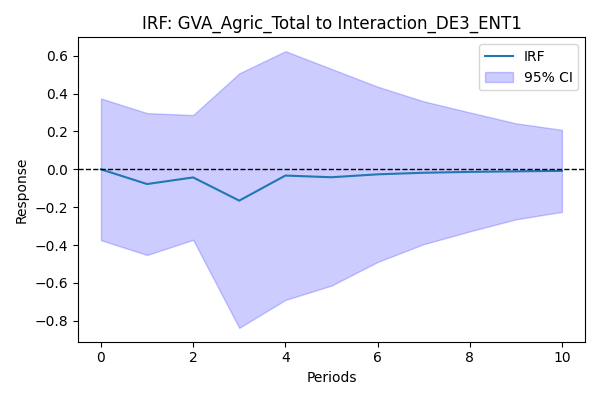 IRF: GVA_Agric_Total to Interaction_DE3_ENT1
IRF
95% CI
Response
0.6
0.4
0.2
0.0
−0.2
−0.4
−0.6
−0.8
0 2 4 6 8 10
Periods